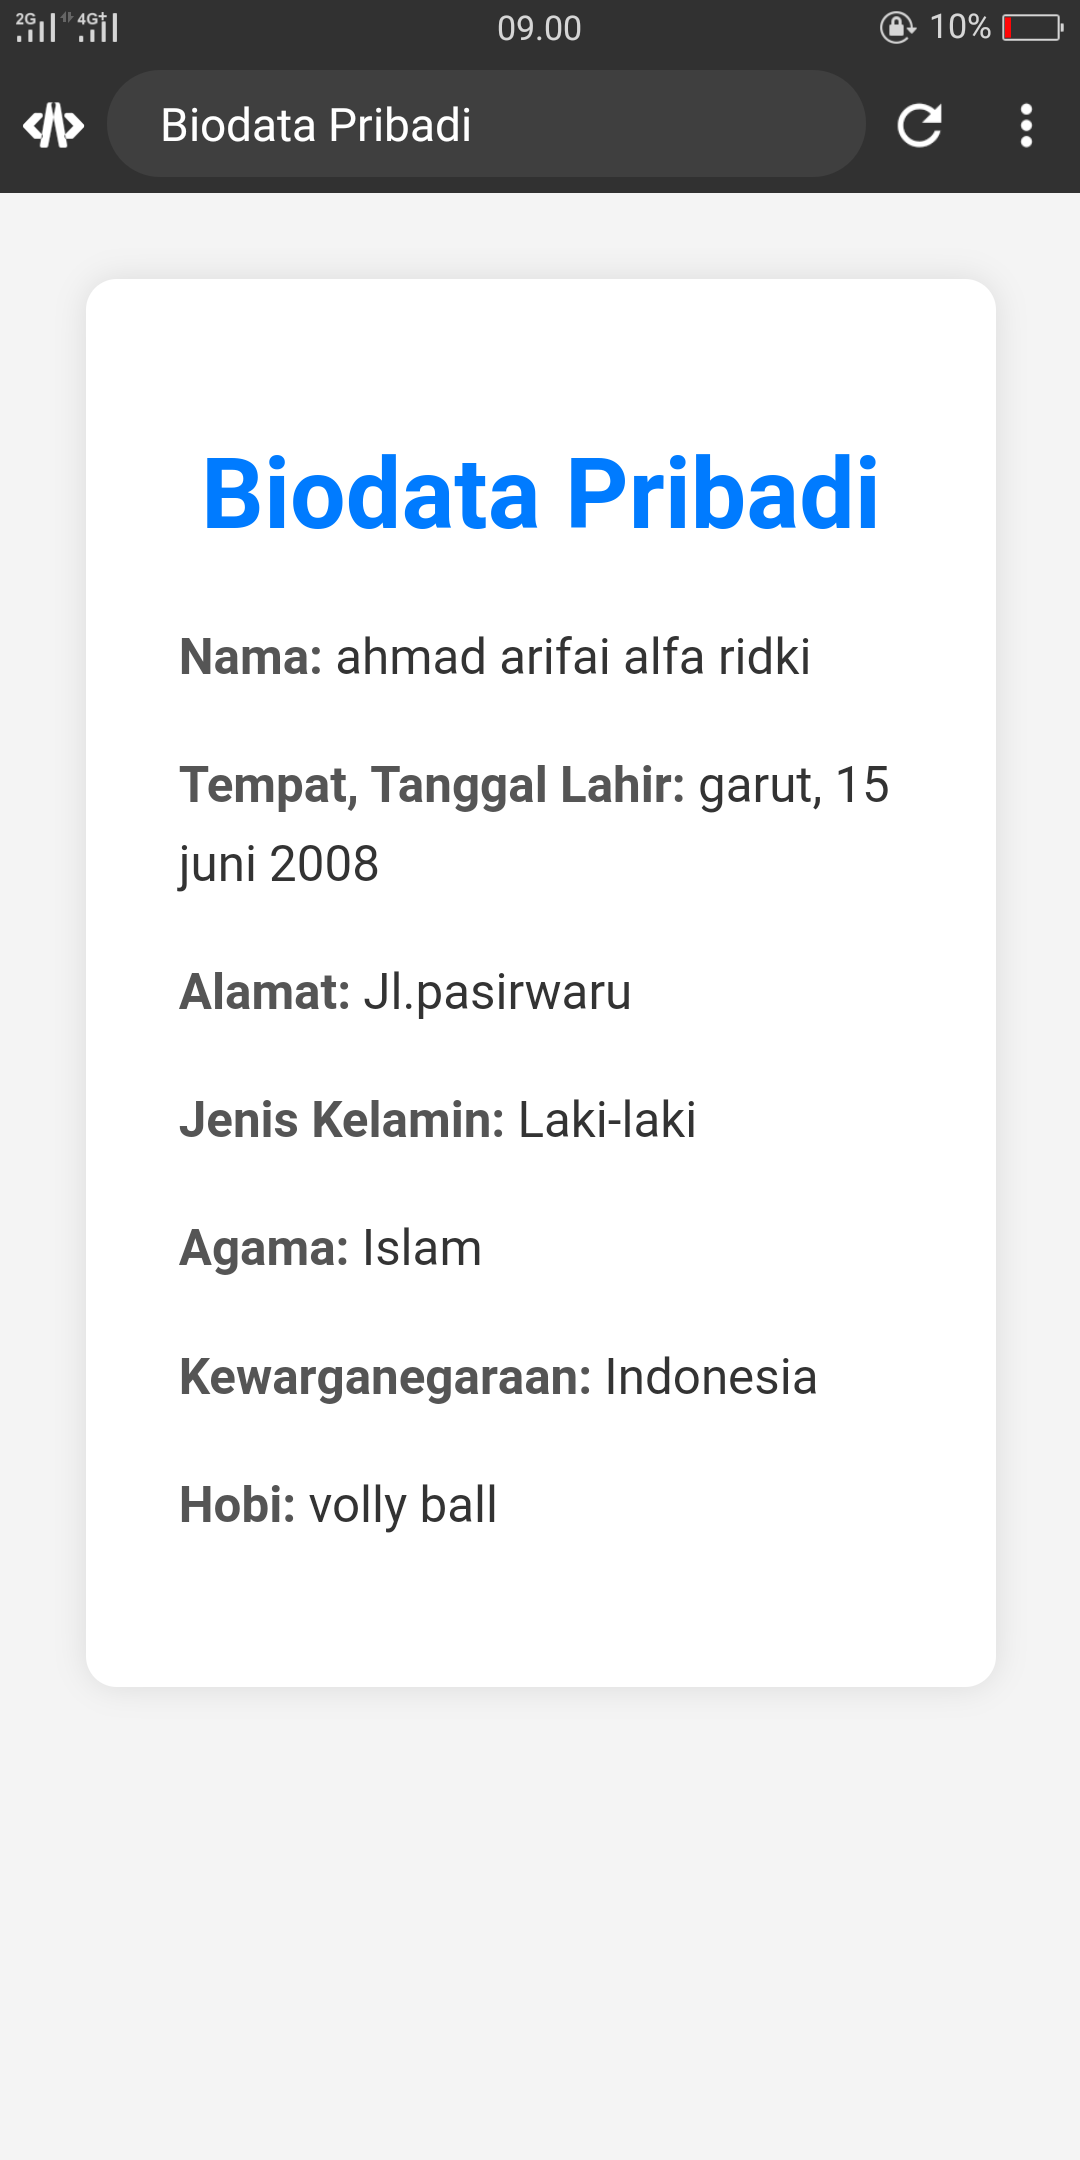 2G 4G+ 09.00 10%
Biodata Pribadi
Biodata Pribadi
Nama: ahmad arifai alfa ridki
Tempat, Tanggal Lahir: garut, 15
juni 2008
Alamat: Jl.pasirwaru
Jenis Kelamin: Laki-laki
Agama: Islam
Kewarganegaraan: Indonesia
Hobi: volly ball